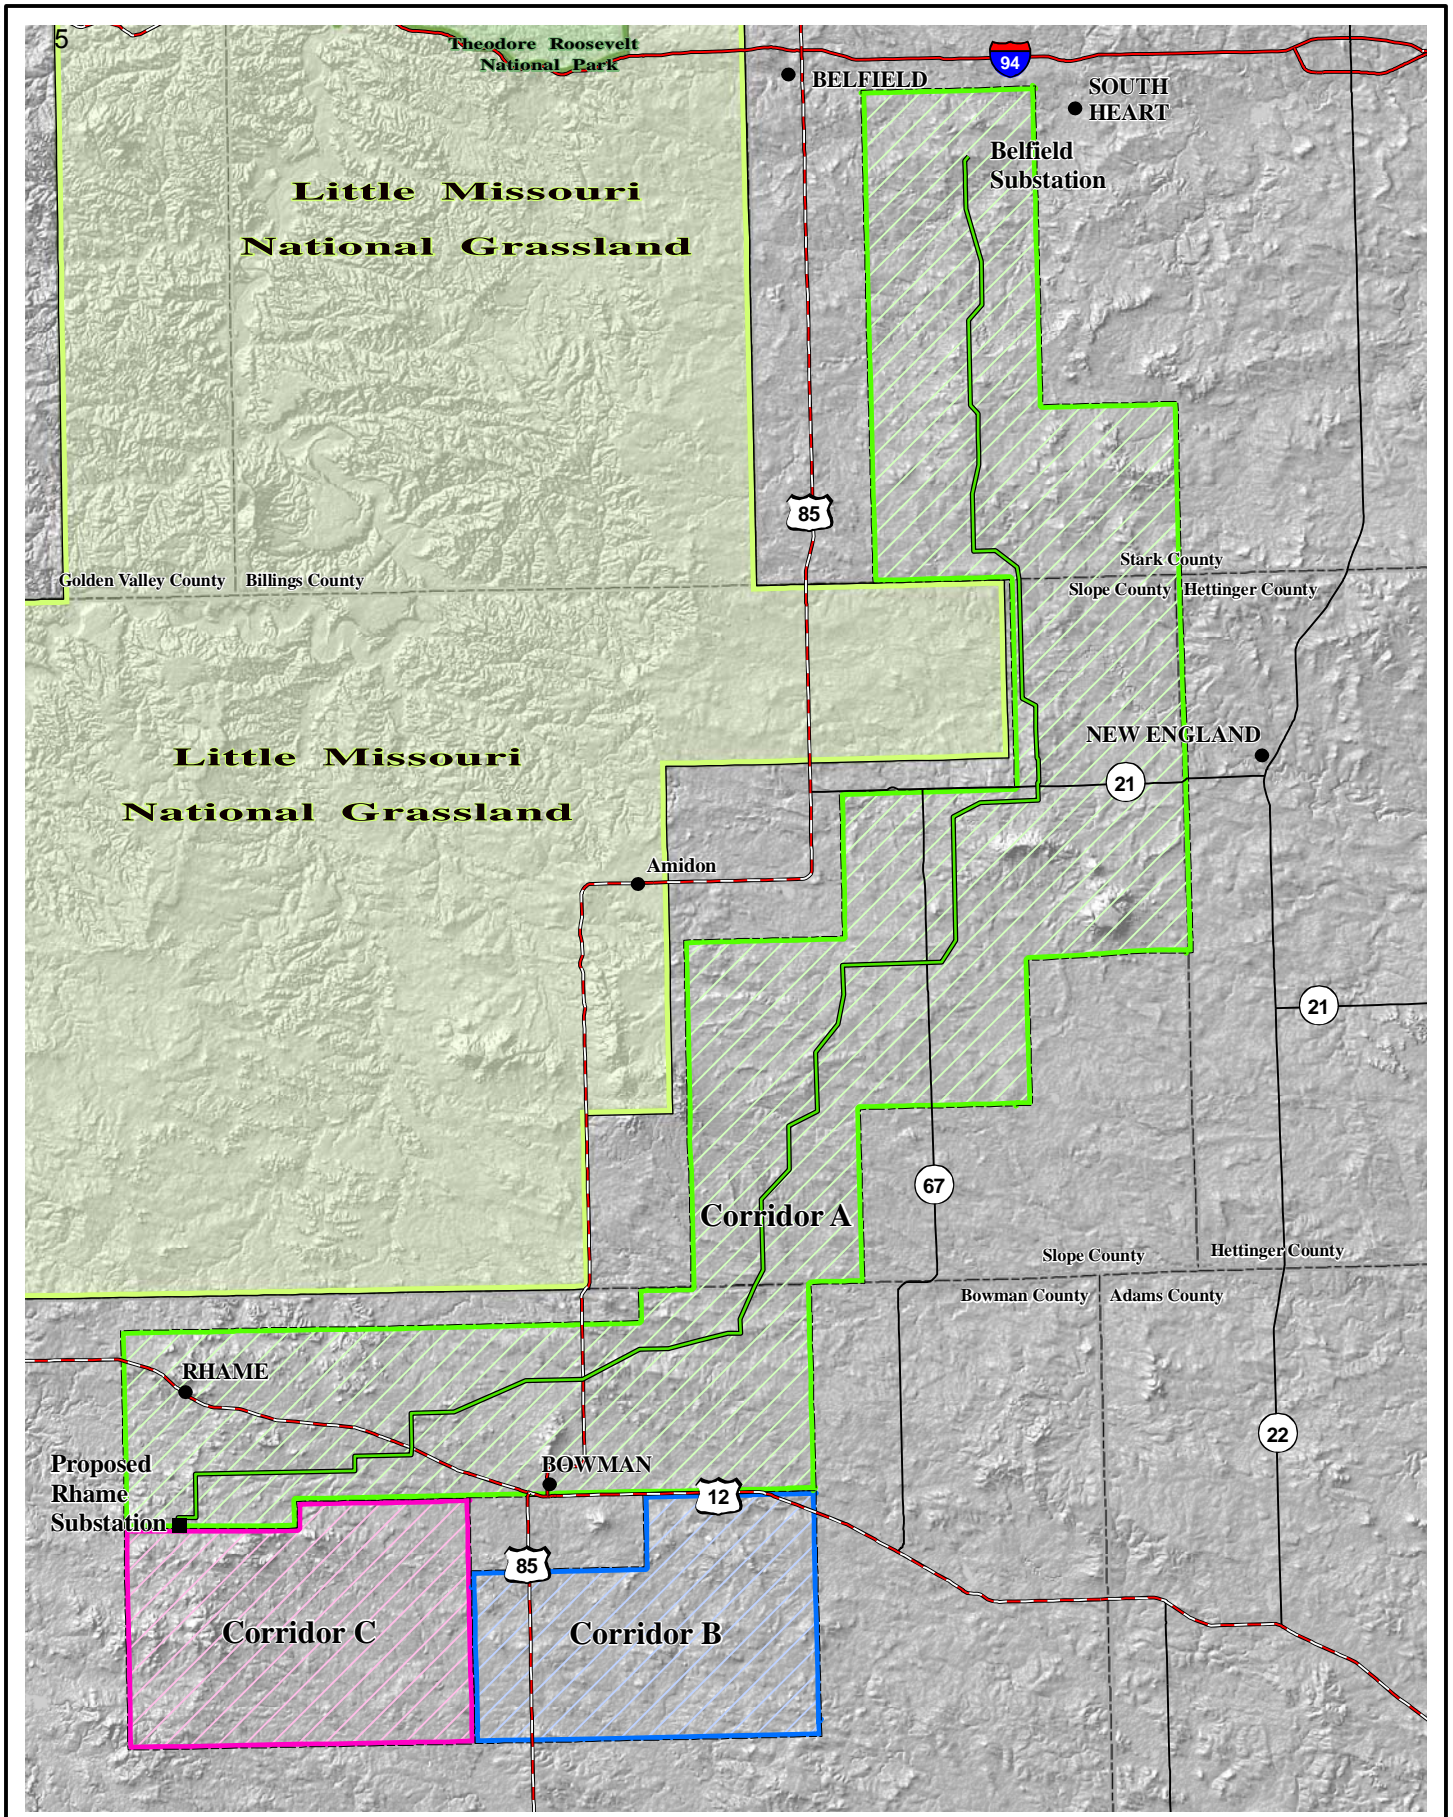 5
Theodore Roosevelt
National Park
94
BELFIELD
SOUTH
HEART
Belfield
Substation
Little Missouri
National Grassland
85
Stark County
Golden Valley County
Billings County
Slope County
Hettinger County
NEW ENGLAND
Little Missouri
National Grassland
21
Amidon
21
67
Corridor A
Slope County
Hettinger County
Bowman County
Adams County
RHAME
22
Proposed
Rhame
Substation
BOWMAN
12
85
Corridor C
Corridor B